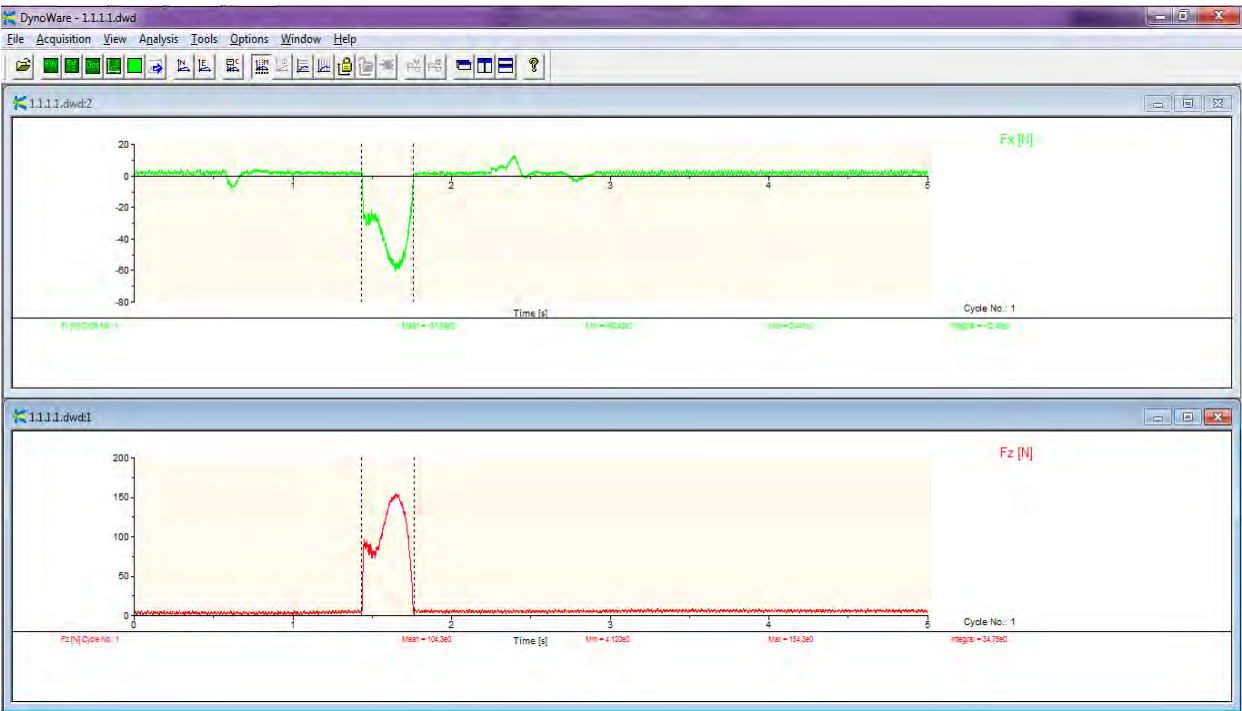 DynoWare - 1.1.1.1.dwd
File Acquisition View Analysis Tools Options Window Help
1.1.1.1.dwd:2
Fx [N]
20
0
-20
-40
-60
-80
1 2 3 4 5
Time [s]
Cycle No.: 1
1.1.1.1.dwd:1
Fz [N]
200
150
100
50
0
0 1 2 3 4 5
Cycle No.: 1
Fz [N] Cycle No.: 1 Mean = 104,3e0 Time [s] Min = 4,120e0 Max = 154,3e0 Integral = 34,75e0